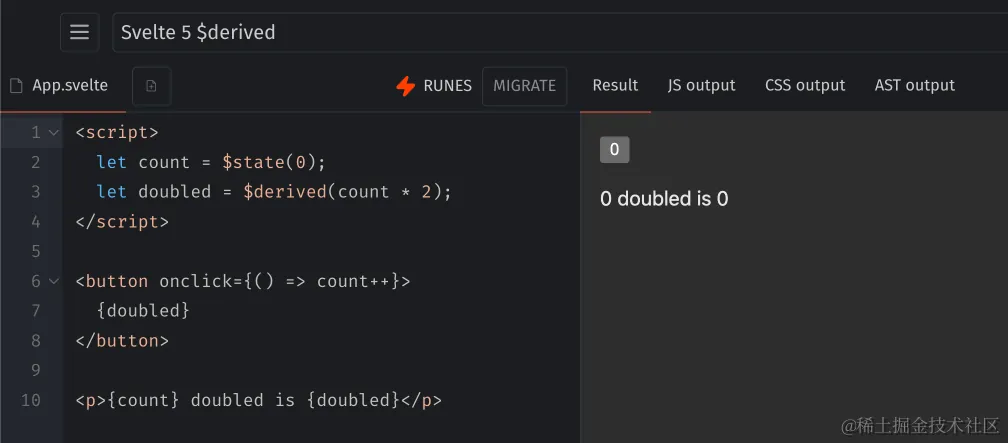 Svelte 5 $derived
App.svelte
RUNES
MIGRATE
Result
JS output
CSS output
AST output
1 <script>
2   let count = $state(0);
3   let doubled = $derived(count * 2);
4 </script>
5
6 <button onclick={() => count++}>
7   {doubled}
8 </button>
9
10 <p>{count} doubled is {doubled}</p>
0
0 doubled is 0
@稀土掘金技术社区